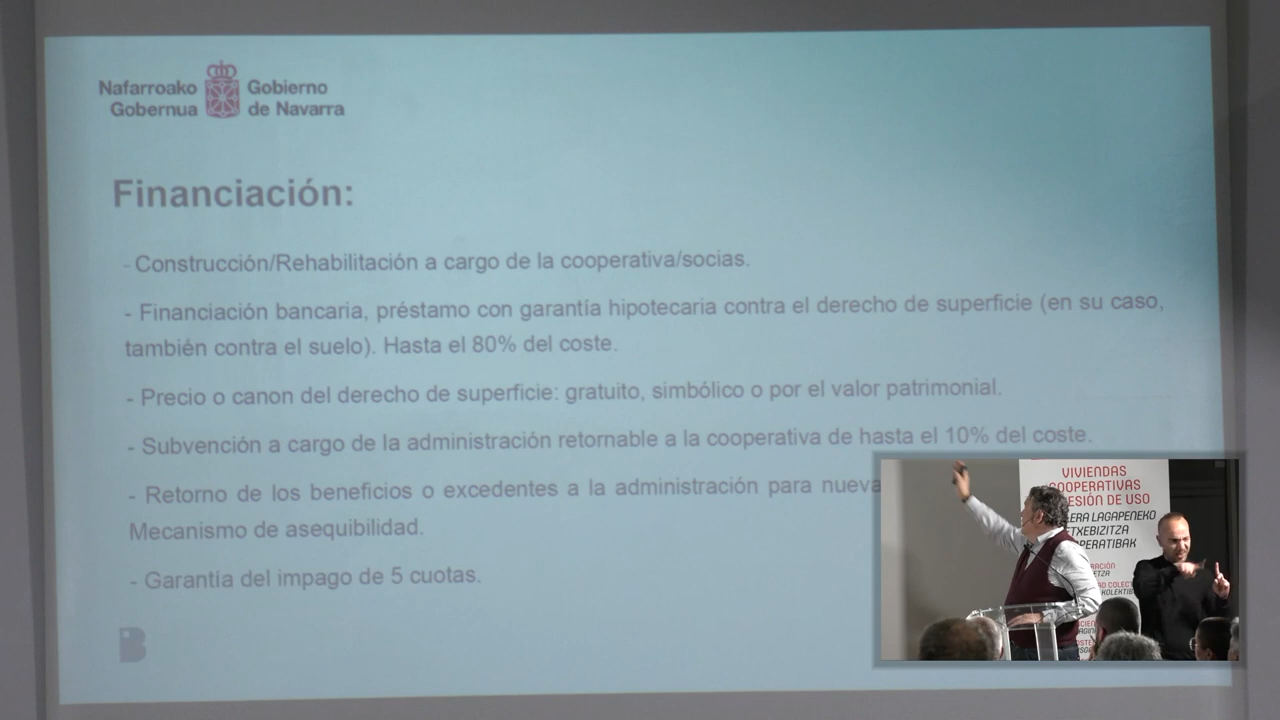 Nafarroako
Gobernua
Gobierno
de Navarra
Financiación:
- Construcción/Rehabilitación a cargo de la cooperativa/socias.
- Financiación bancaria, préstamo con garantía hipotecaria contra el derecho de superficie (en su caso,
también contra el suelo). Hasta el 80% del coste.
- Precio o canon del derecho de superficie: gratuito, simbólico o por el valor patrimonial.
- Subvención a cargo de la administración retornable a la cooperativa de hasta el 10% del coste.
- Retorno de los beneficios o excedentes a la administración para nueva
Mecanismo de asequibilidad.
- Garantía del impago de 5 cuotas.
B
VIVIENDAS
COOPERATIVAS
ESIÓN DE USO
ERA LAGAPENEKO
ETXEBIZITZA
PERATIBAK